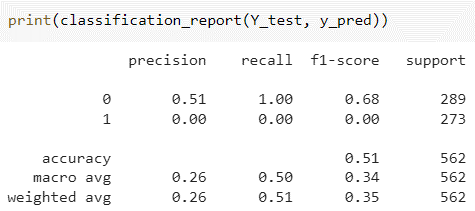 print(classification_report(Y_test, y_pred))
precision recall f1-score support
0 0.51 1.00 0.68 289
1 0.00 0.00 0.00 273
accuracy 0.51 562
macro avg 0.26 0.50 0.34 562
weighted avg 0.26 0.51 0.35 562